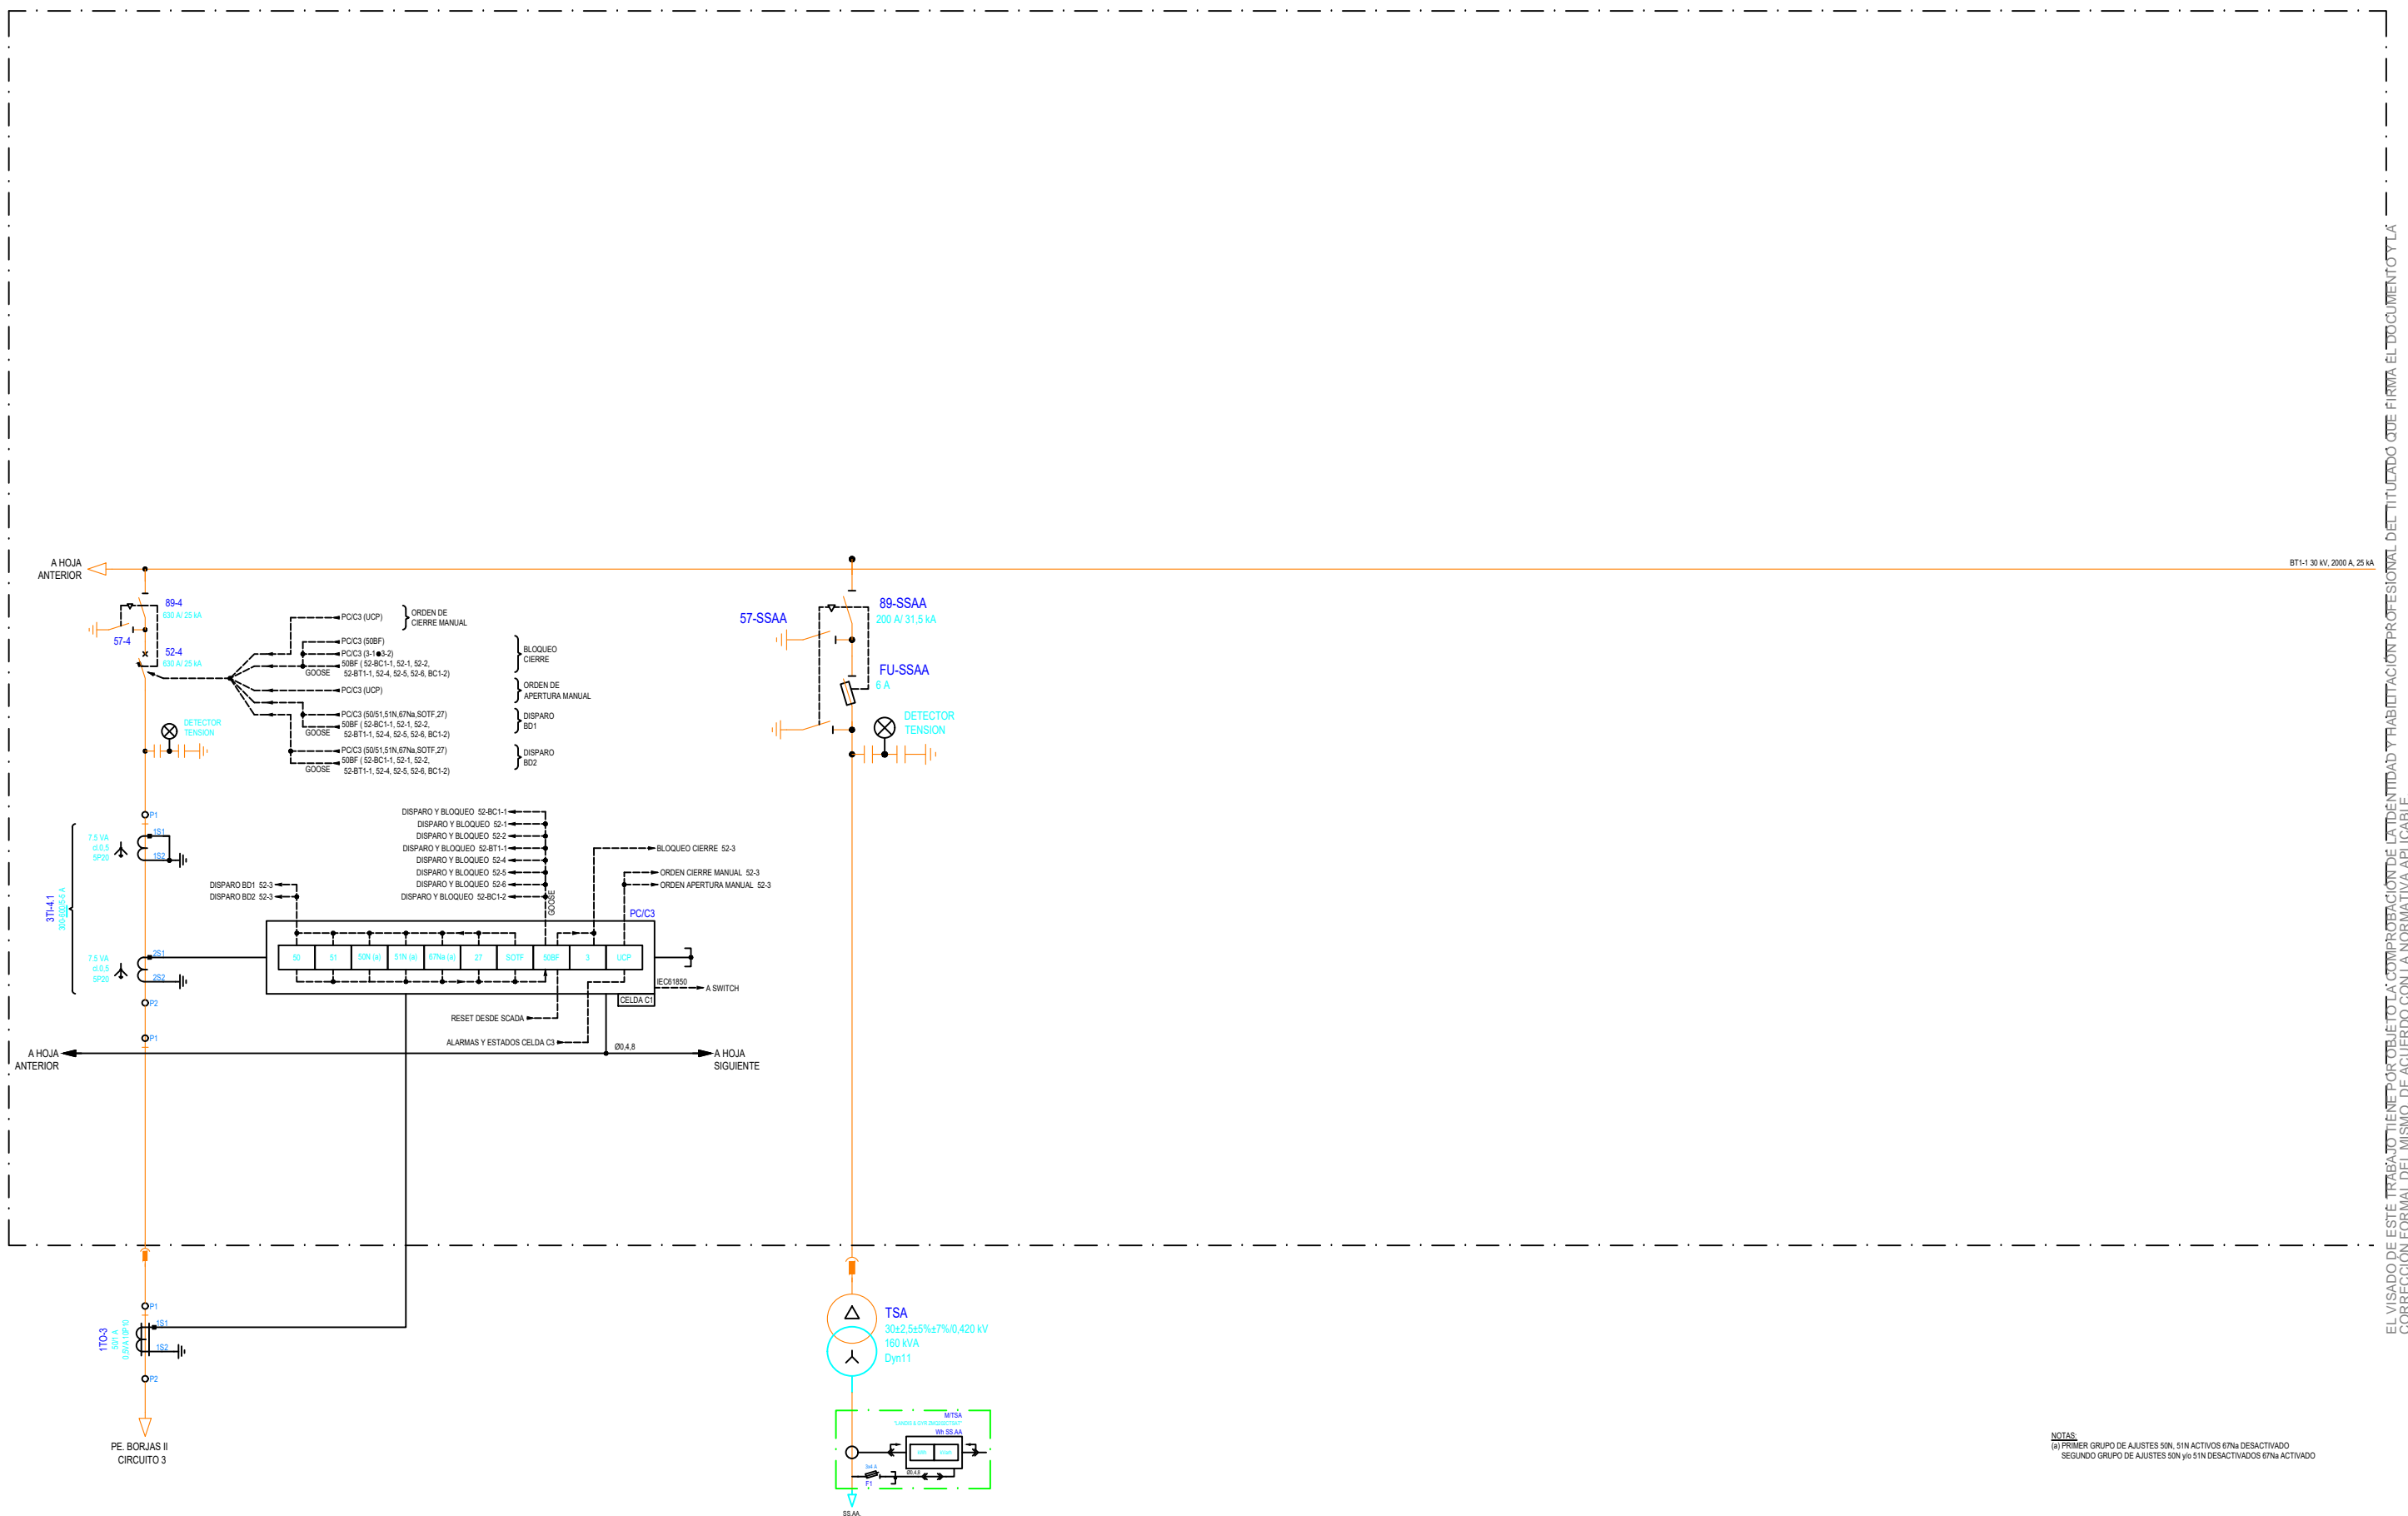 A HOJA
ANTERIOR
BT1-1 30 kV, 2000 A, 25 kA
89-4
630 A/ 25 kA
57-4
52-4
630 A/ 25 kA
PC/C3 (UCP)
ORDEN DE
CIERRE MANUAL
PC/C3 (50BF)
PC/C3 (3-1●3-2)
50BF ( 52-BC1-1, 52-1, 52-2,
GOOSE
52-BT1-1, 52-4, 52-5, 52-6, BC1-2)
BLOQUEO
CIERRE
PC/C3 (UCP)
ORDEN DE
APERTURA MANUAL
PC/C3 (50/51,51N,67Na,SOTF,27)
50BF ( 52-BC1-1, 52-1, 52-2,
GOOSE
52-BT1-1, 52-4, 52-5, 52-6, BC1-2)
DISPARO
BD1
PC/C3 (50/51,51N,67Na,SOTF,27)
50BF ( 52-BC1-1, 52-1, 52-2,
GOOSE
52-BT1-1, 52-4, 52-5, 52-6, BC1-2)
DISPARO
BD2
DETECTOR
TENSION
57-SSAA
89-SSAA
200 A/ 31,5 kA
FU-SSAA
6 A
DETECTOR
TENSION
P1
7.5 VA
cl.0,5
5P20
1S1
1S2
3TI-4.1
300-600/5-5 A
7.5 VA
cl.0,5
5P20
2S1
2S2
P2
P1
DISPARO Y BLOQUEO 52-BC1-1
DISPARO Y BLOQUEO 52-1
DISPARO Y BLOQUEO 52-2
DISPARO Y BLOQUEO 52-BT1-1
DISPARO Y BLOQUEO 52-4
DISPARO Y BLOQUEO 52-5
DISPARO Y BLOQUEO 52-6
DISPARO Y BLOQUEO 52-BC1-2
GOOSE
DISPARO BD1 52-3
DISPARO BD2 52-3
BLOQUEO CIERRE 52-3
ORDEN CIERRE MANUAL 52-3
ORDEN APERTURA MANUAL 52-3
PC/C3
50
51
50N (a)
51N (a)
67Na (a)
27
SOTF
50BF
3
UCP
IEC61850
A SWITCH
CELDA C1
RESET DESDE SCADA
ALARMAS Y ESTADOS CELDA C3
Ø0,4,8
A HOJA
ANTERIOR
A HOJA
SIGUIENTE
P1
1TO-3
50/1 A
0.5VA 10P10
1S1
1S2
P2
PE. BORJAS II
CIRCUITO 3
TSA
30±2,5±5%±7%/0,420 kV
160 kVA
Dyn11
M/TSA
Wh SS.AA
3x4 A
F1
Ø0,4,8
SS.AA.
NOTAS:
(a) PRIMER GRUPO DE AJUSTES 50N, 51N ACTIVOS 67Na DESACTIVADO
SEGUNDO GRUPO DE AJUSTES 50N y/o 51N DESACTIVADOS 67Na ACTIVADO
EL VISADO DE ESTE TRABAJO TIENE POR OBJETO LA COMPROBACIÓN DE LA IDENTIDAD Y HABILITACIÓN PROFESIONAL DEL TITULADO QUE FIRMA EL DOCUMENTO Y LA
CORRECCIÓN FORMAL DEL MISMO, DE ACUERDO CON LA NORMATIVA APLICABLE